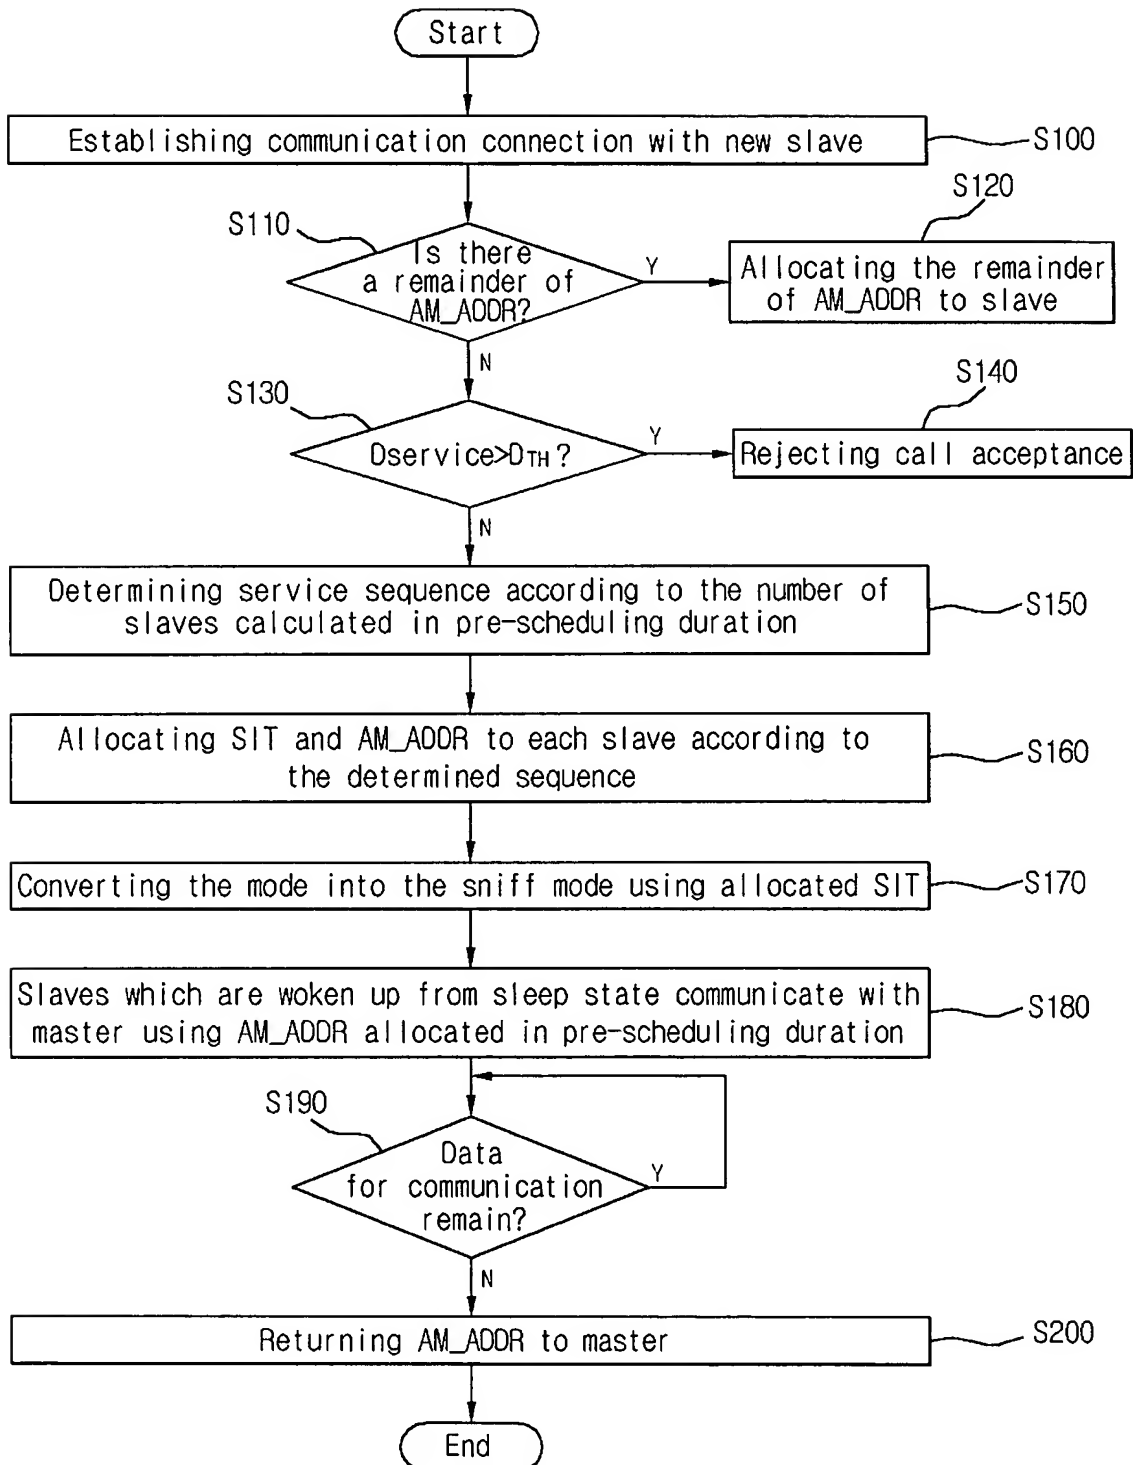 Start
Establishing communication connection with new slave
S100
S110
Is there
a remainder of
AM_ADDR?
Y
S120
Allocating the remainder
of AM_ADDR to slave
N
S130
Dservice>DTH?
Y
S140
Rejecting call acceptance
N
Determining service sequence according to the number of
slaves calculated in pre-scheduling duration
S150
Allocating SIT and AM_ADDR to each slave according to
the determined sequence
S160
Converting the mode into the sniff mode using allocated SIT
S170
Slaves which are woken up from sleep state communicate with
master using AM_ADDR allocated in pre-scheduling duration
S180
S190
Data
for communication
remain?
Y
N
Returning AM_ADDR to master
S200
End